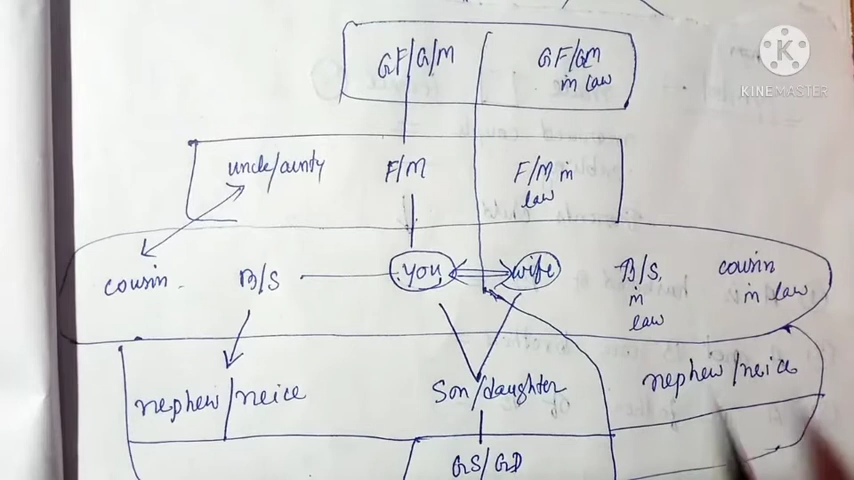 GF/G/M
GF/GM
in law
K
KINEMASTER
uncle/aunty
F/M
F/M in
law
cousin
B/S
you
wife
B/S
in
law
cousin
in law
nephew/neice
Son/daughter
nephew/neice
GS/GD